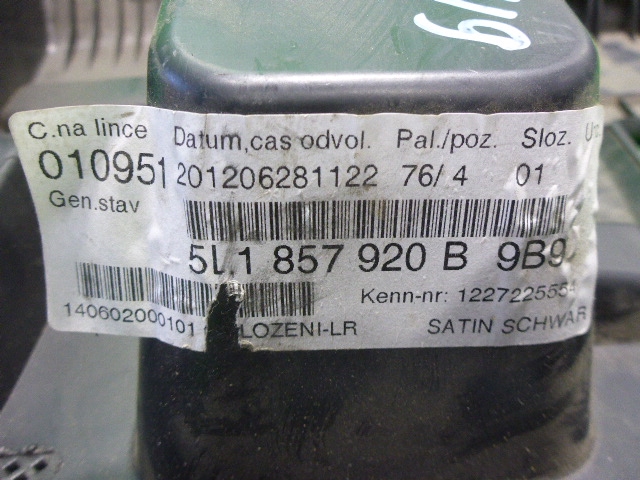 C.na lince Datum,cas odvol. Pal./poz. Sloz.
010951 201206281122 76/ 4 01
Gen.stav
5L1 857 920 B 9B9
Kenn-nr: 1227225554
140602000101 LOZENI-LR SATIN SCHWAR